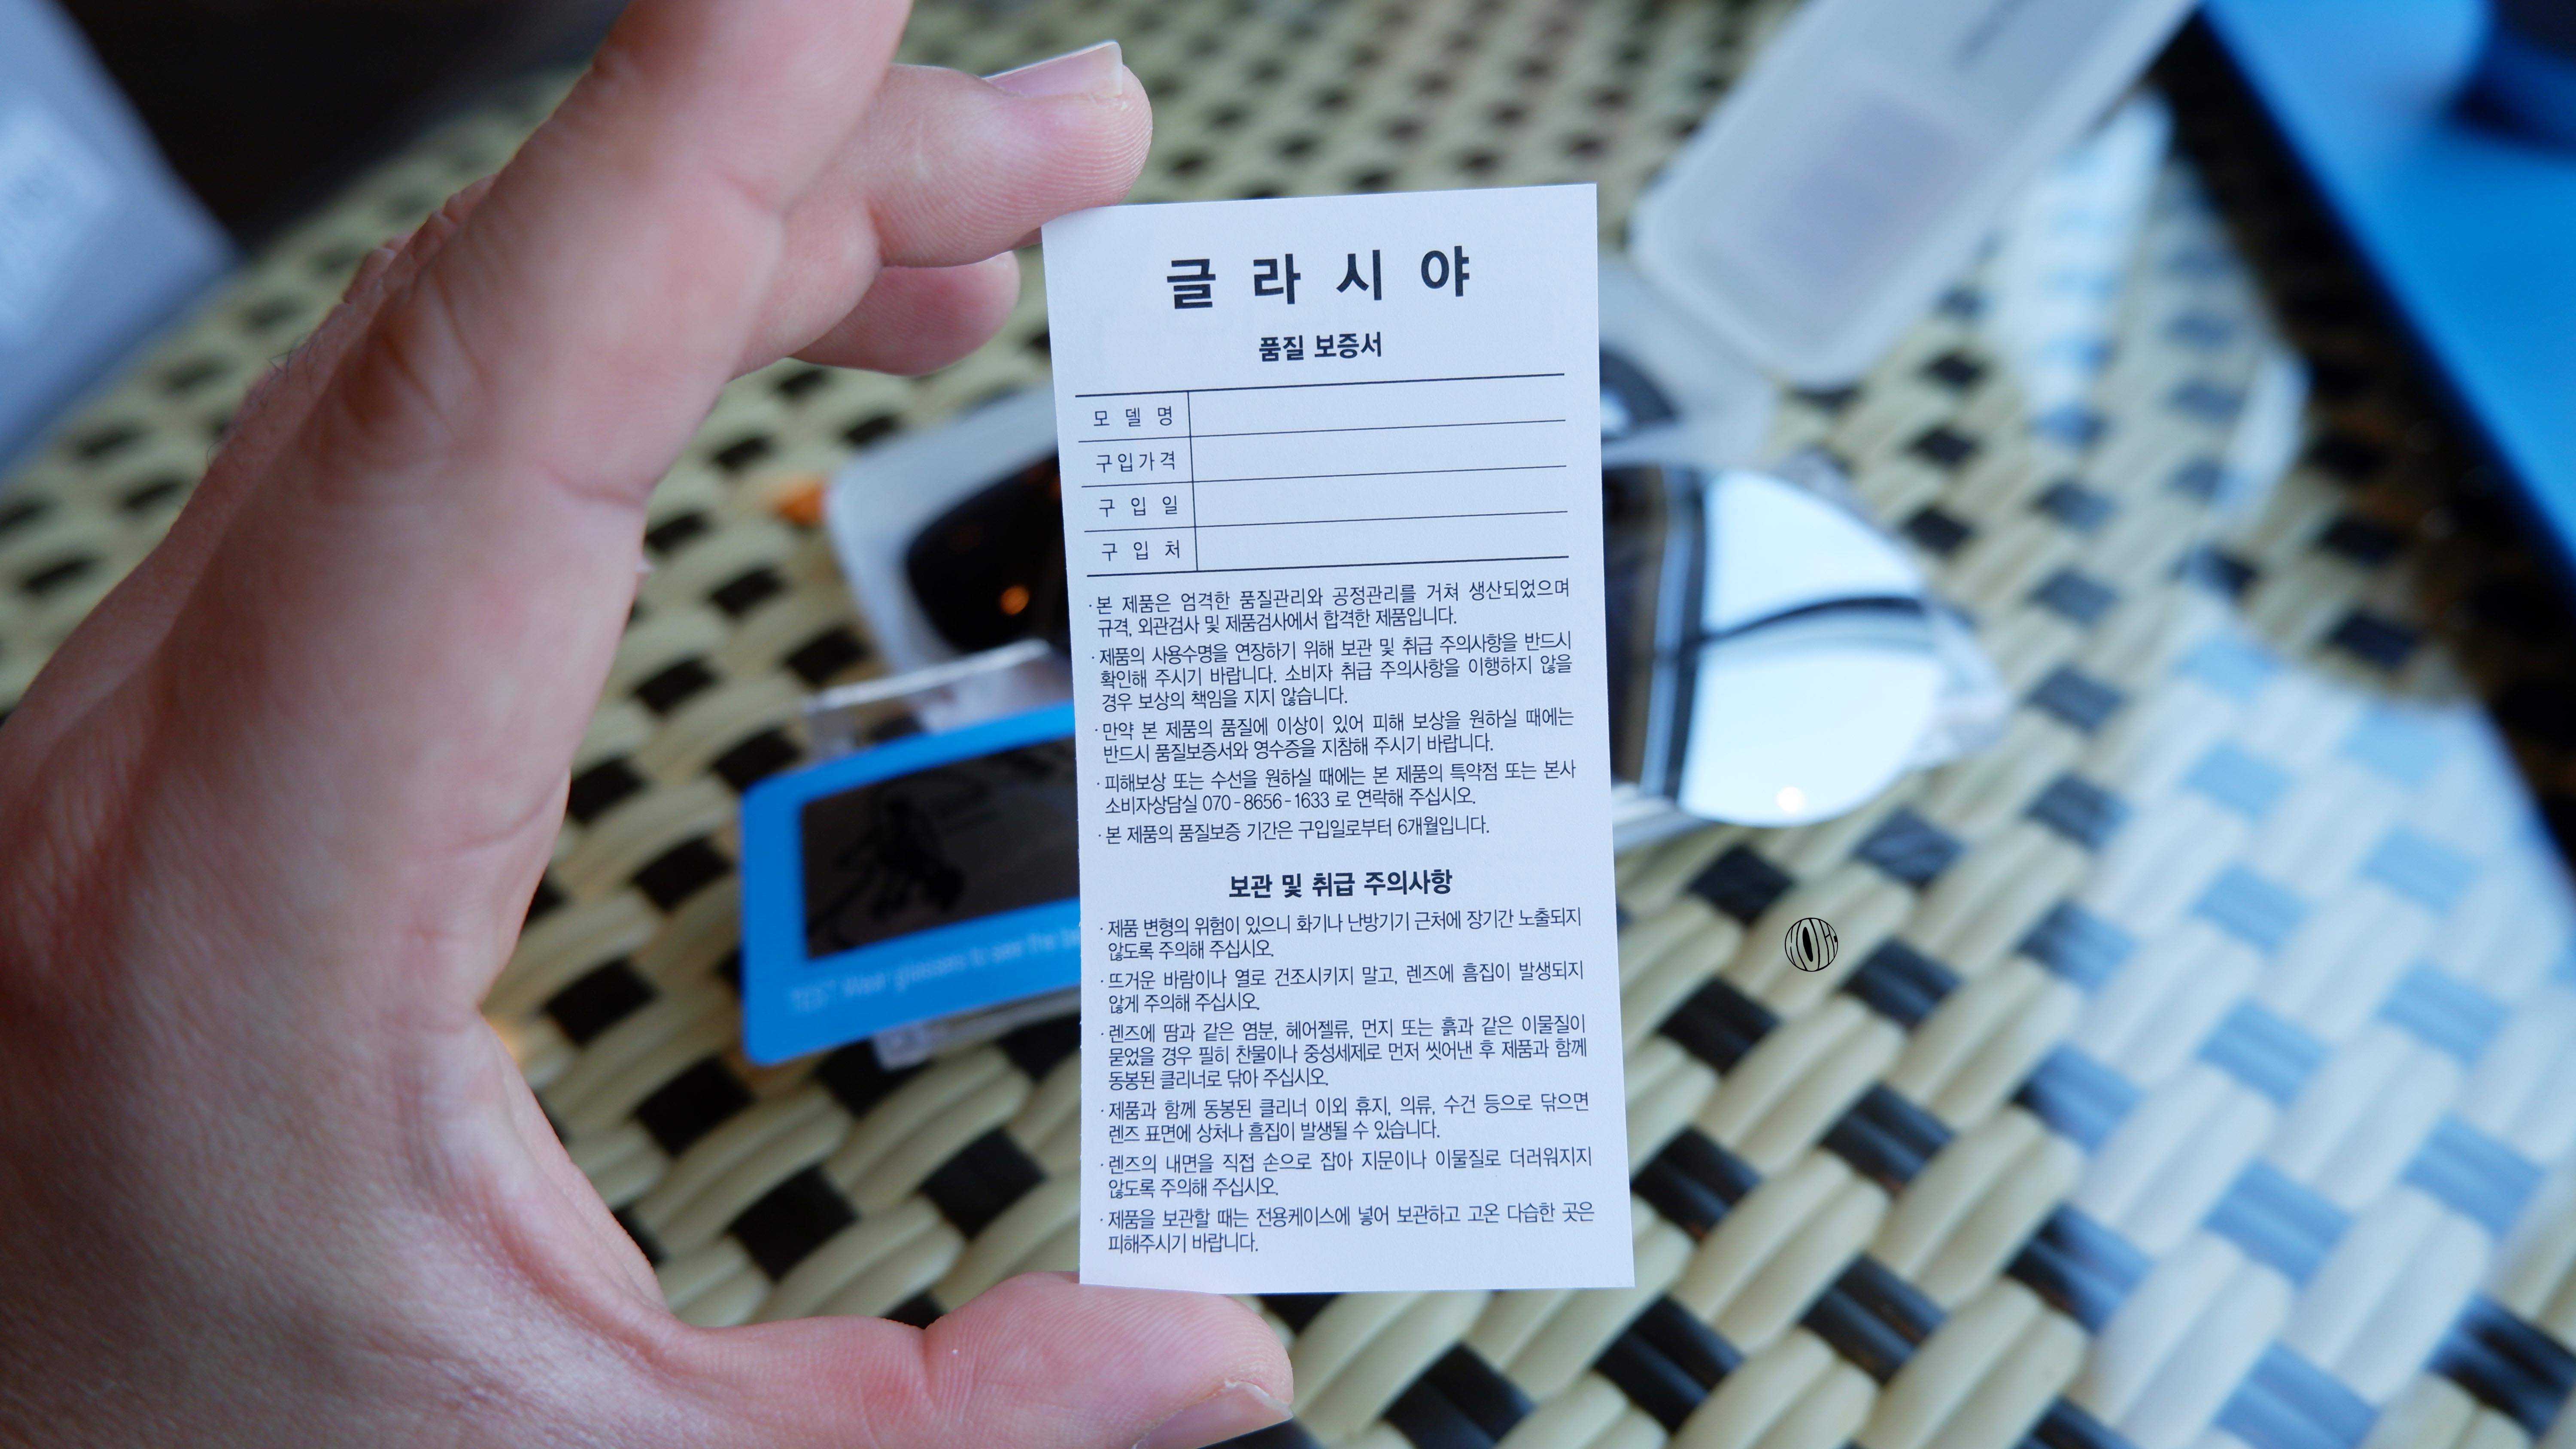 글라시야
품질 보증서
모델명
구입가격
구입일
구입처
· 본 제품은 엄격한 품질관리와 공정관리를 거쳐 생산되었으며
규격, 외관검사 및 제품검사에서 합격한 제품입니다.
· 제품의 사용수명을 연장하기 위해 보관 및 취급 주의사항을 반드시
확인해 주시기 바랍니다. 소비자 취급 주의사항을 이행하지 않을
경우 보상의 책임을 지지 않습니다.
· 만약 본 제품의 품질에 이상이 있어 피해 보상을 원하실 때에는
반드시 품질보증서와 영수증을 지참해 주시기 바랍니다.
· 피해보상 또는 수선을 원하실 때에는 본 제품의 특약점 또는 본사
소비자상담실 070-8656-1633 로 연락해 주십시오.
· 본 제품의 품질보증 기간은 구입일로부터 6개월입니다.
보관 및 취급 주의사항
· 제품 변형의 위험이 있으니 화기나 난방기기 근처에 장기간 노출되지
않도록 주의해 주십시오.
· 뜨거운 바람이나 열로 건조시키지 말고, 렌즈에 흠집이 발생되지
않게 주의해 주십시오.
· 렌즈에 땀과 같은 염분, 헤어젤류, 먼지 또는 흙과 같은 이물질이
묻었을 경우 필히 찬물이나 중성세제로 먼저 씻어낸 후 제품과 함께
동봉된 클리너로 닦아 주십시오.
· 제품과 함께 동봉된 클리너 이외 휴지, 의류, 수건 등으로 닦으면
렌즈 표면에 상처나 흠집이 발생될 수 있습니다.
· 렌즈의 내면을 직접 손으로 잡아 지문이나 이물질로 더러워지지
않도록 주의해 주십시오.
· 제품을 보관할 때는 전용케이스에 넣어 보관하고 고온 다습한 곳은
피해주시기 바랍니다.
TEST Wear glasses to see the